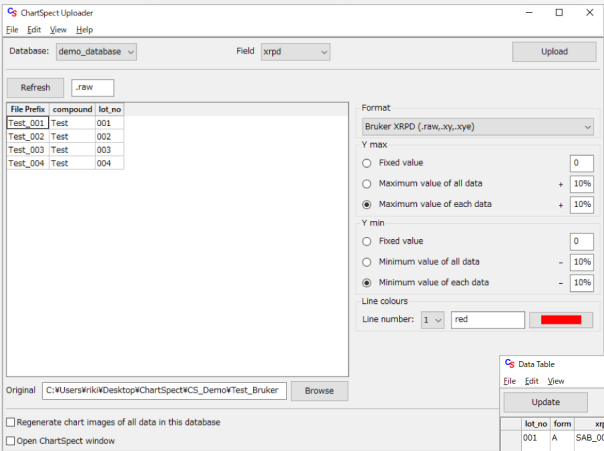 CS ChartSpect Uploader
File Edit View Help
Database: demo_database Field xrpd Upload
Refresh .raw
File Prefix compound lot_no
Test_001 Test 001
Test_002 Test 002
Test_003 Test 003
Test_004 Test 004
Format
Bruker XRPD (.raw,.xy,.xye)
Y max
Fixed value 0
Maximum value of all data + 10%
Maximum value of each data + 10%
Y min
Fixed value 0
Minimum value of all data - 10%
Minimum value of each data - 10%
Line colours
Line number: 1 red
Original C:¥Users¥riki¥Desktop¥ChartSpect¥CS_Demo¥Test_Bruker Browse
Regenerate chart images of all data in this database
Open ChartSpect window
CS Data Table
File Edit View
Update
lot_no form xrp
001 A SAB_00